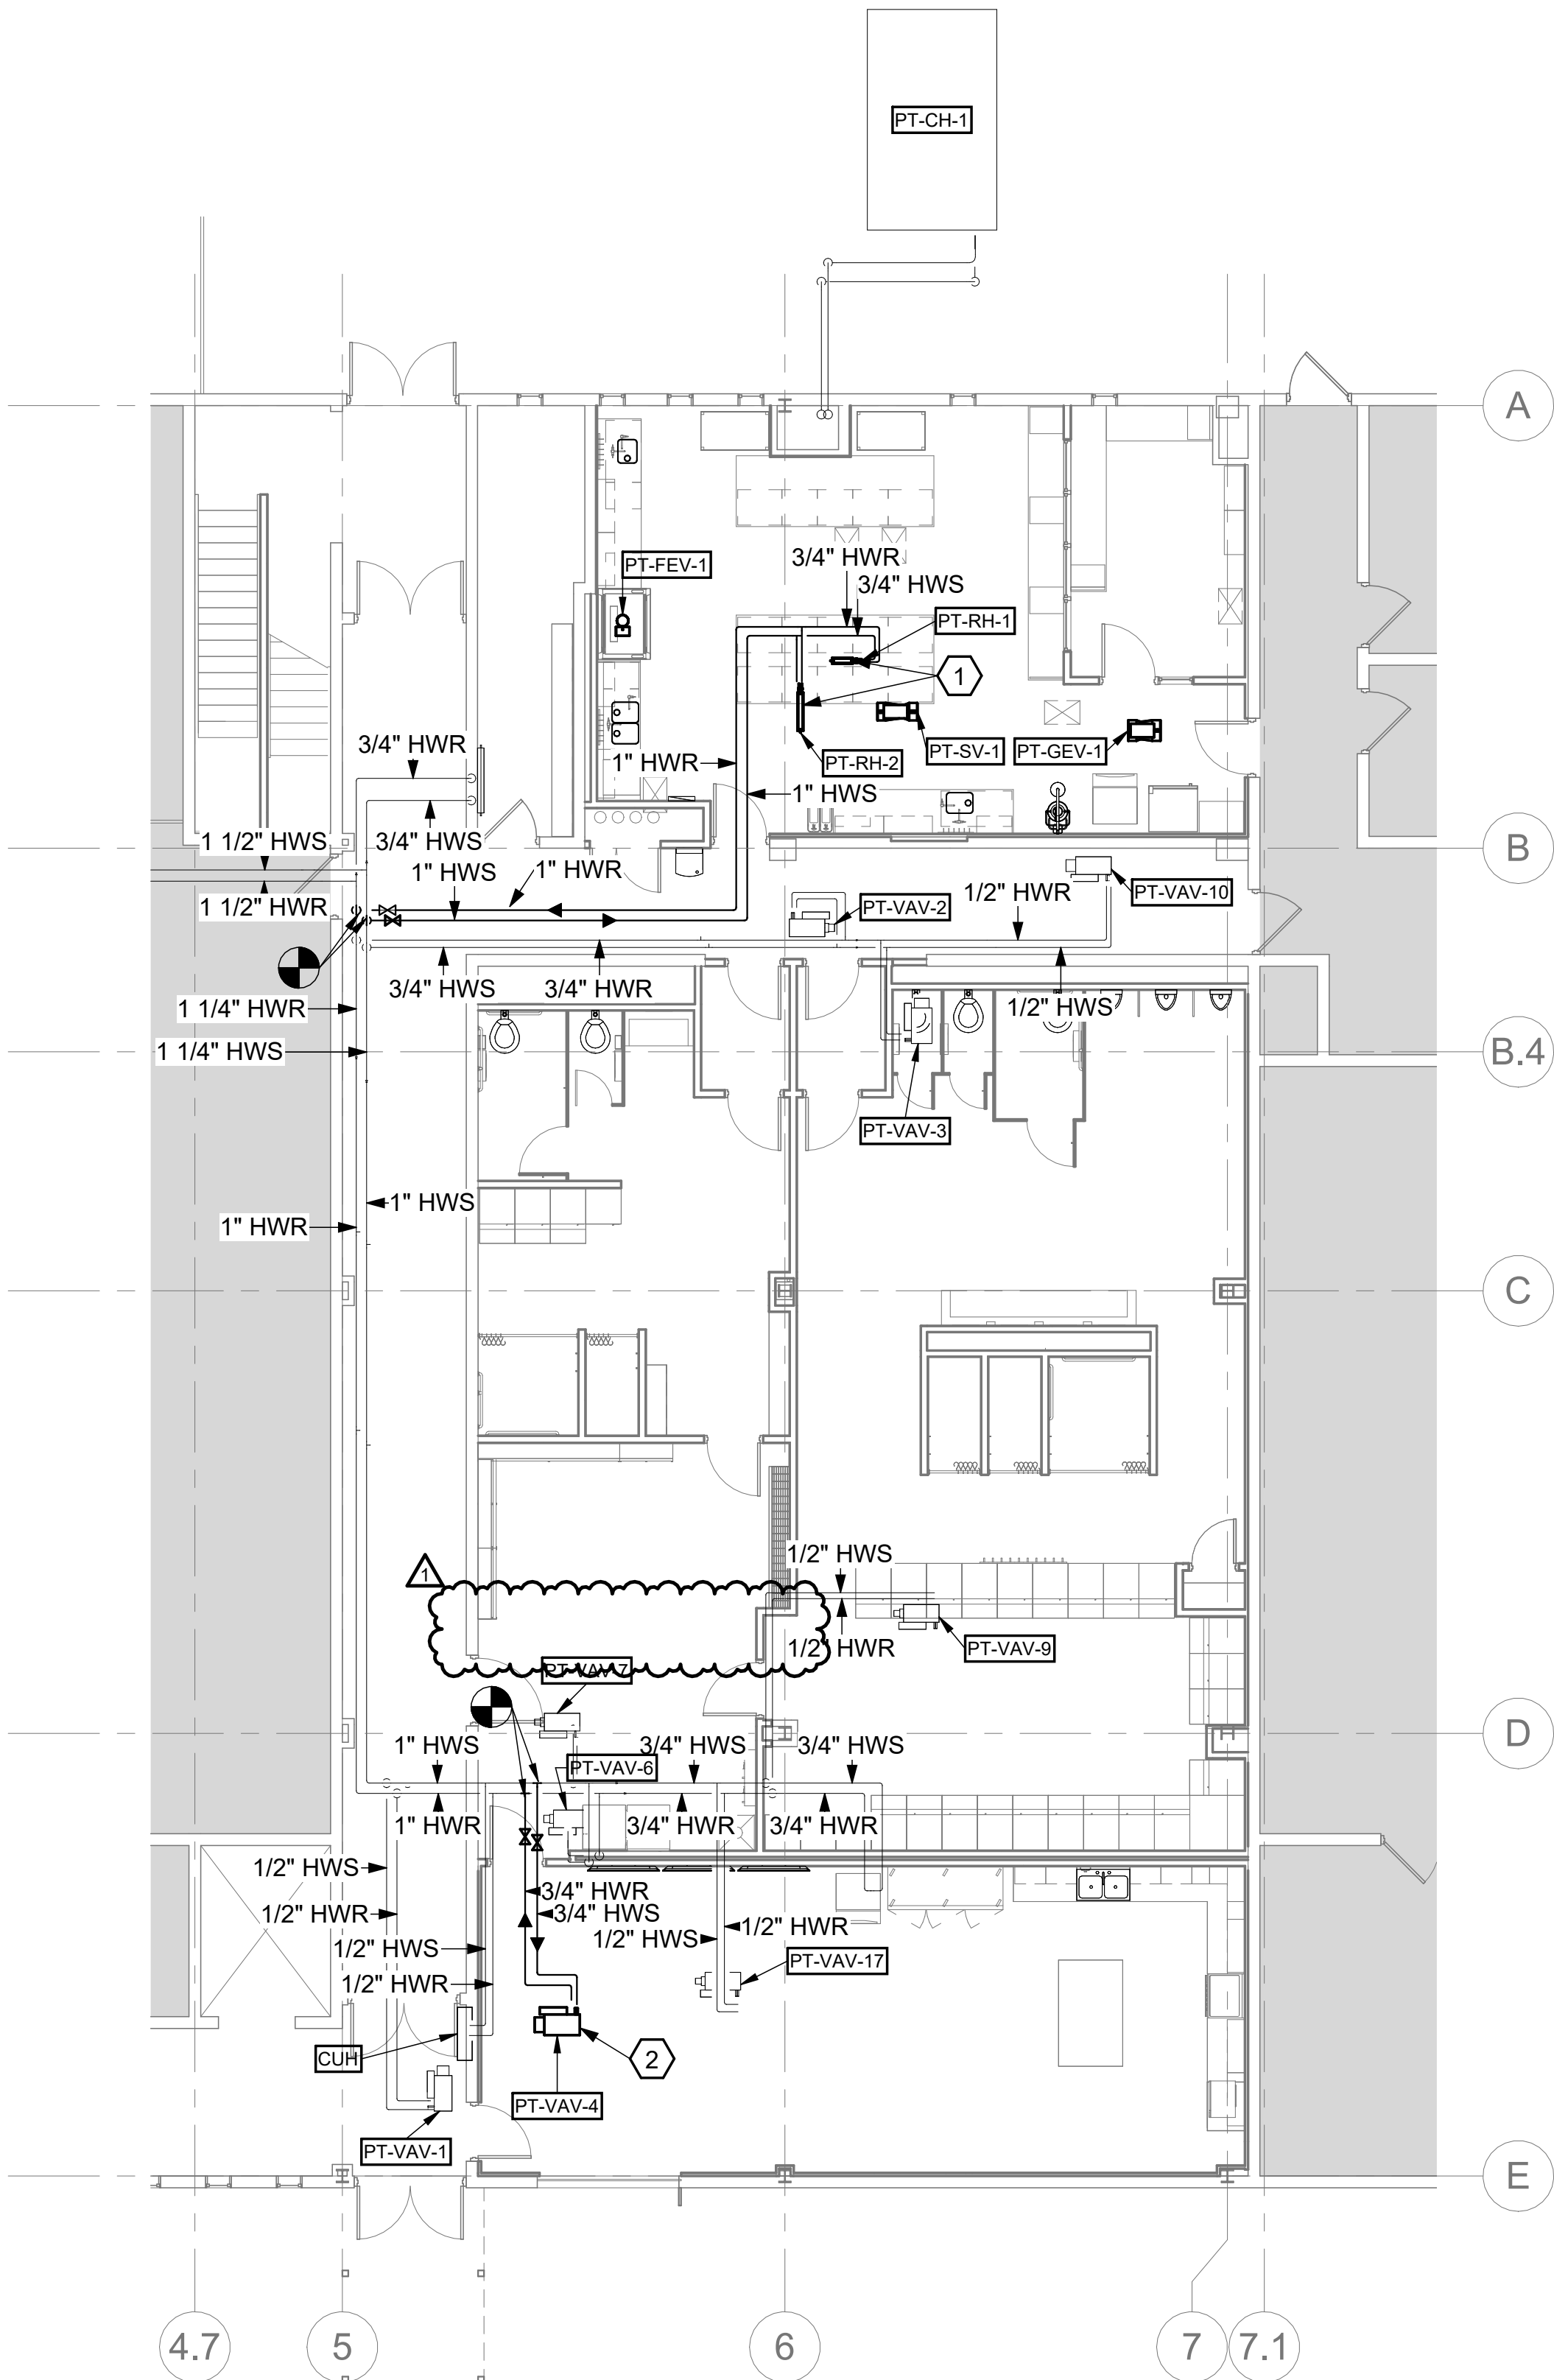 PT-CH-1
A
PT-FEV-1
3/4" HWR
3/4" HWS
PT-RH-1
1
3/4" HWR
PT-SV-1
PT-GEV-1
1" HWR
PT-RH-2
1" HWS
1 1/2" HWS
3/4" HWS
B
1" HWS
1" HWR
1/2" HWR
PT-VAV-10
1 1/2" HWR
PT-VAV-2
3/4" HWS
3/4" HWR
1 1/4" HWR
1/2" HWS
1 1/4" HWS
B.4
PT-VAV-3
1" HWS
1" HWR
C
1/2" HWS
1
1/2" HWR
PT-VAV-9
PT-VAV-7
D
1" HWS
3/4" HWS
3/4" HWS
PT-VAV-6
1" HWR
3/4" HWR
3/4" HWR
1/2" HWS
3/4" HWR
1/2" HWR
3/4" HWS
1/2" HWR
1/2" HWS
1/2" HWS
PT-VAV-17
1/2" HWR
CUH
2
PT-VAV-4
PT-VAV-1
E
4.7
5
6
7
7.1